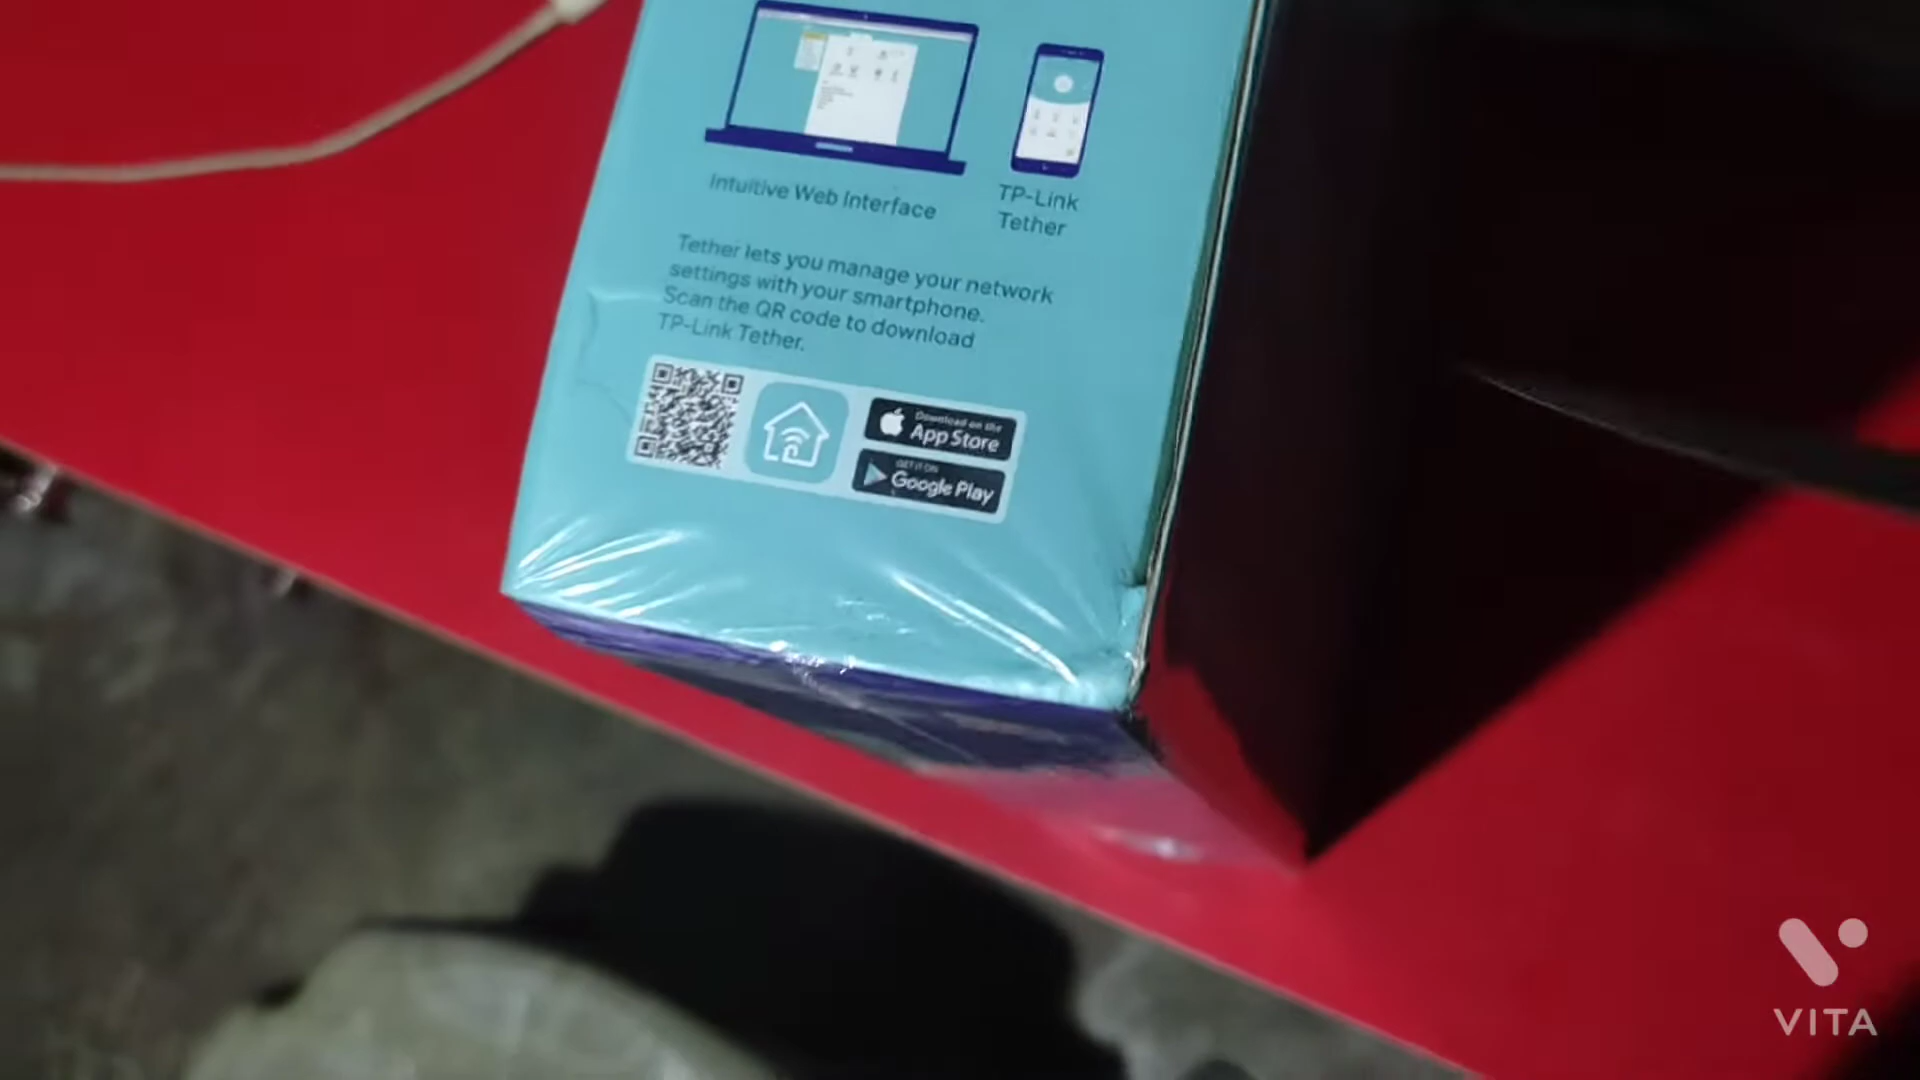 Intuitive Web Interface
TP-Link
Tether
Tether lets you manage your network
settings with your smartphone.
Scan the QR code to download
TP-Link Tether.
Download on the
App Store
GET IT ON
Google Play
VITA